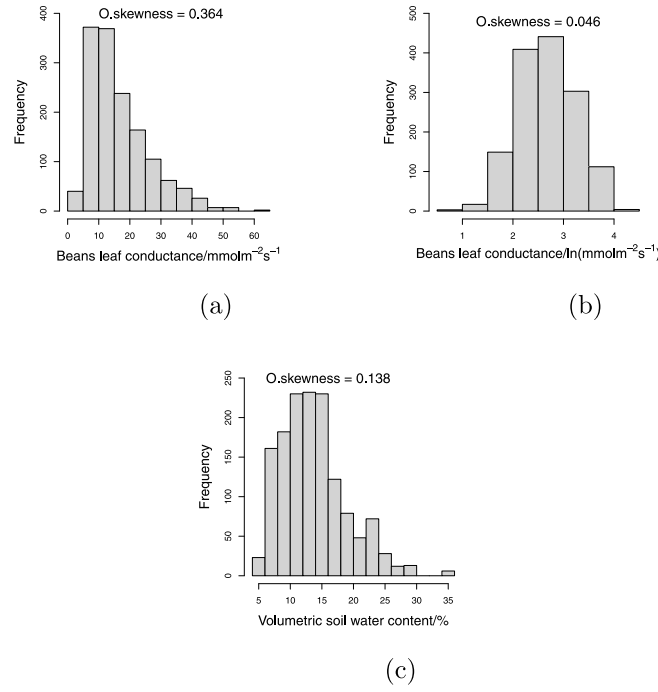 O.skewness = 0.364
Frequency
0 100 200 300 400
0 10 20 30 40 50 60
Beans leaf conductance/mmolm⁻²s⁻¹
(a)
O.skewness = 0.046
Frequency
0 100 200 300 400 500
1 2 3 4
Beans leaf conductance/ln(mmolm⁻²s⁻¹)
(b)
O.skewness = 0.138
Frequency
0 50 100 150 200 250
5 10 15 20 25 30 35
Volumetric soil water content/%
(c)